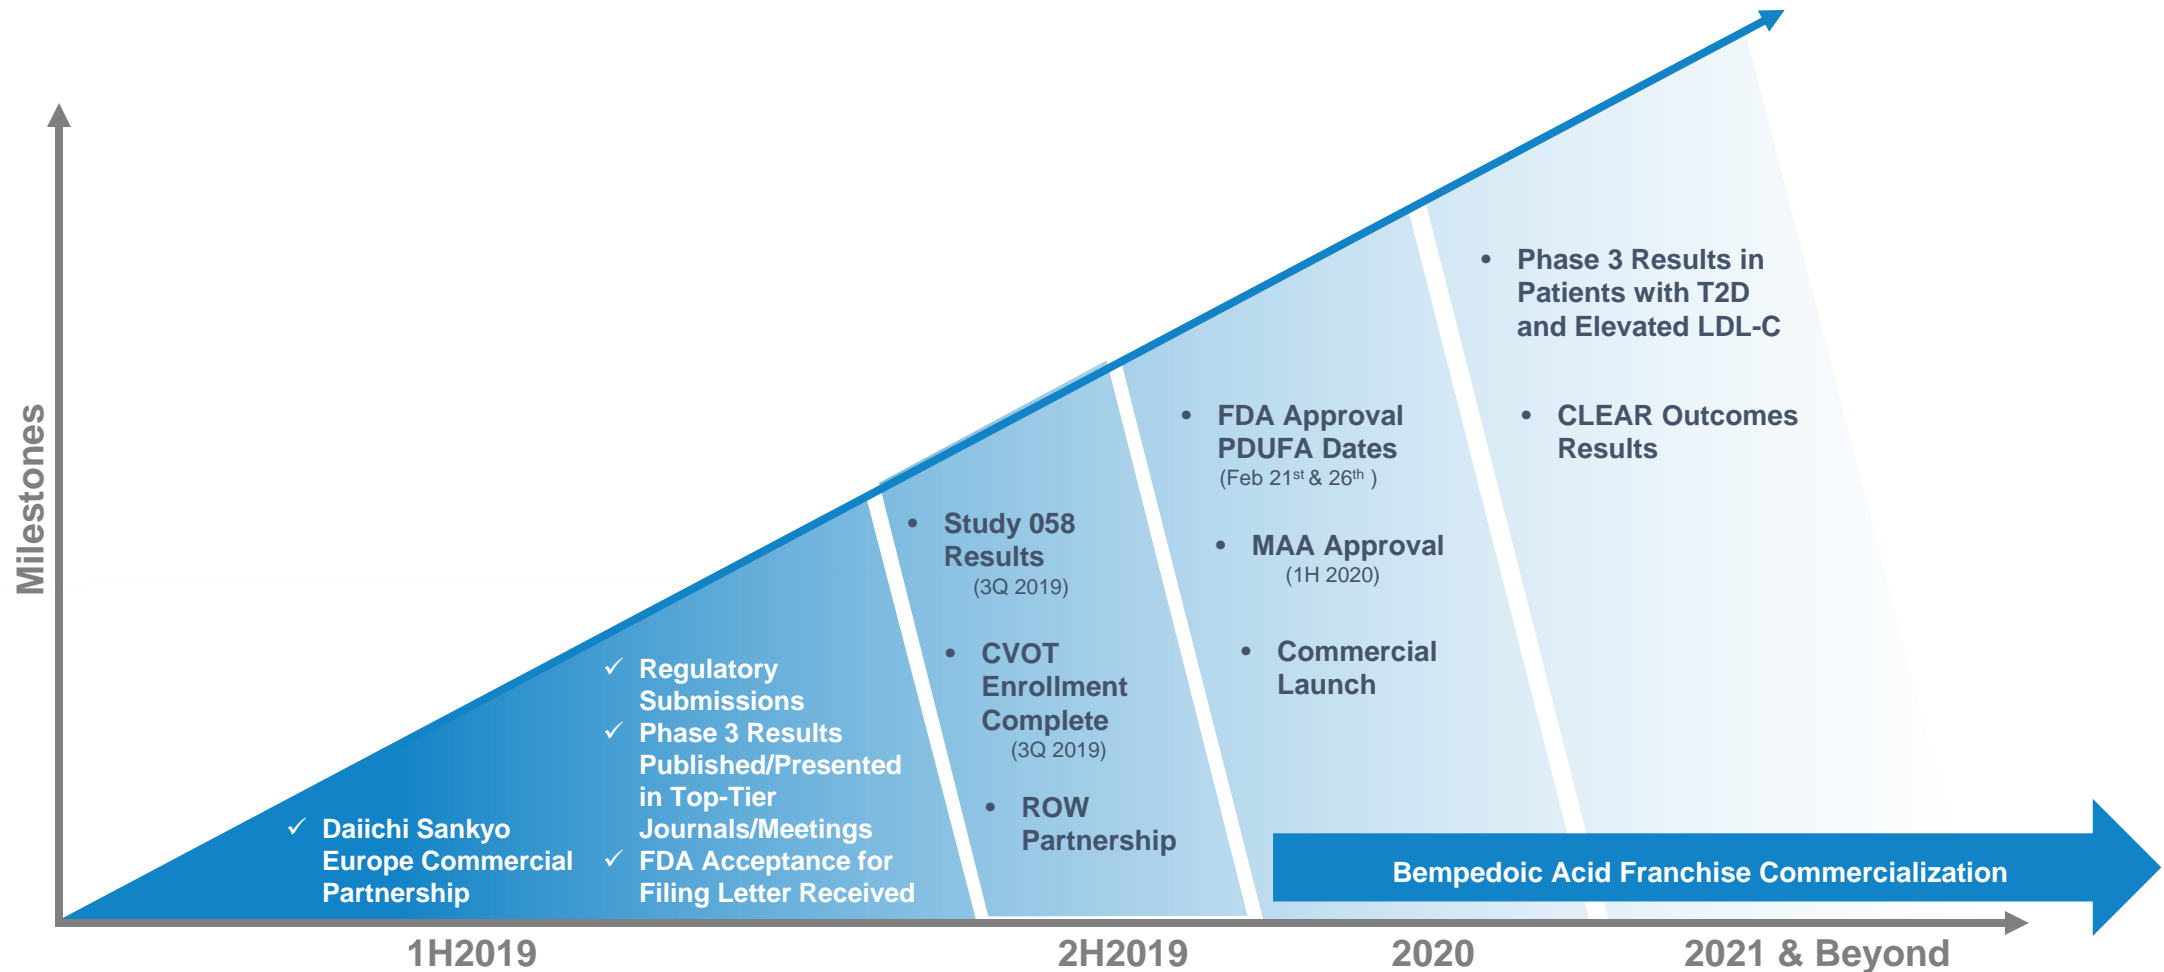 Milestones
✓ Daiichi Sankyo
Europe Commercial
Partnership
✓ Regulatory
Submissions
✓ Phase 3 Results
Published/Presented
in Top-Tier
Journals/Meetings
✓ FDA Acceptance for
Filing Letter Received
• Study 058
Results
(3Q 2019)
• CVOT
Enrollment
Complete
(3Q 2019)
• ROW
Partnership
• FDA Approval
PDUFA Dates
(Feb 21st & 26th )
• MAA Approval
(1H 2020)
• Commercial
Launch
• Phase 3 Results in
Patients with T2D
and Elevated LDL-C
• CLEAR Outcomes
Results
Bempedoic Acid Franchise Commercialization
1H2019
2H2019
2020
2021 & Beyond